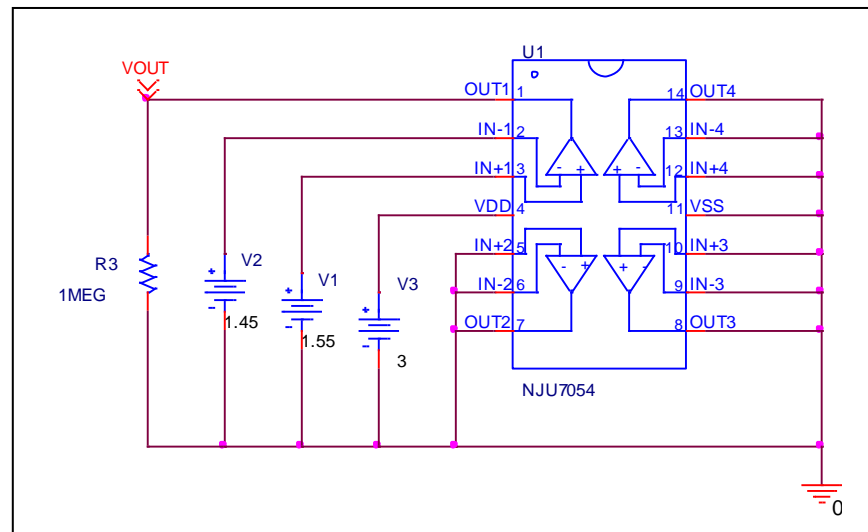 U1
VOUT
OUT1 1 14 OUT4
IN-1 2 13 IN-4
IN+1 3 12 IN+4
VDD 4 11 VSS
IN+2 5 10 IN+3
IN-2 6 9 IN-3
OUT2 7 8 OUT3
- + + -
- + + -
R3
1MEG
V2
+
-
1.45
V1
+
-
1.55
V3
+
-
3
NJU7054
0